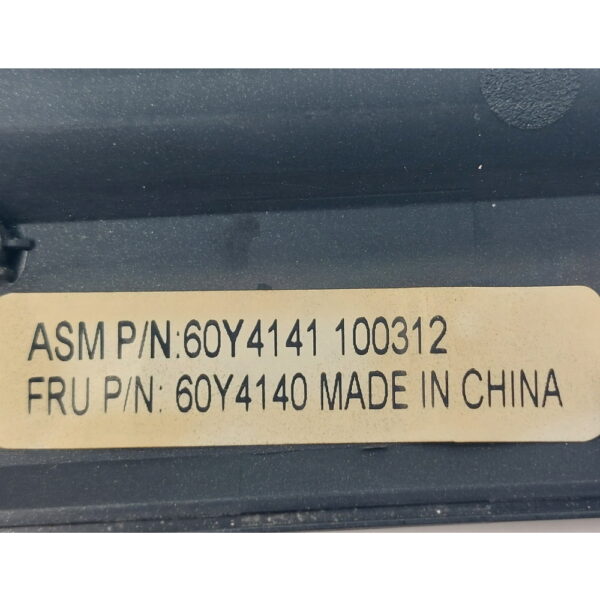 ASM P/N:60Y4141 100312
FRU P/N: 60Y4140 MADE IN CHINA